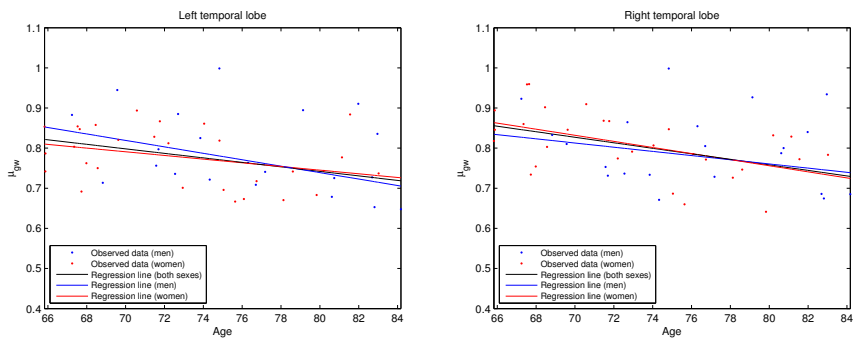 Left temporal lobe
1.1
1
0.9
0.8
0.7
0.6
0.5
0.4
μgw
Observed data (men)
Observed data (women)
Regression line (both sexes)
Regression line (men)
Regression line (women)
66 68 70 72 74 76 78 80 82 84
Age
Right temporal lobe
1.1
1
0.9
0.8
0.7
0.6
0.5
0.4
μgw
Observed data (men)
Observed data (women)
Regression line (both sexes)
Regression line (men)
Regression line (women)
66 68 70 72 74 76 78 80 82 84
Age